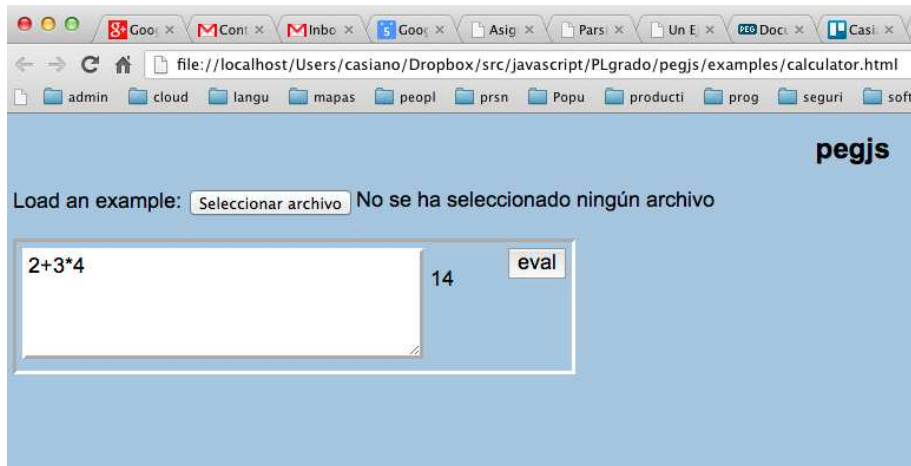 Goo Cont Inbo Goo Asig Pars Un E Doc Casi
file://localhost/Users/casiano/Dropbox/src/javascript/PLgrado/pegjs/examples/calculator.html
admin cloud langu mapas peopl prsn Popu producti prog seguri soft
pegjs
Load an example: Seleccionar archivo No se ha seleccionado ningún archivo
2+3*4 14 eval